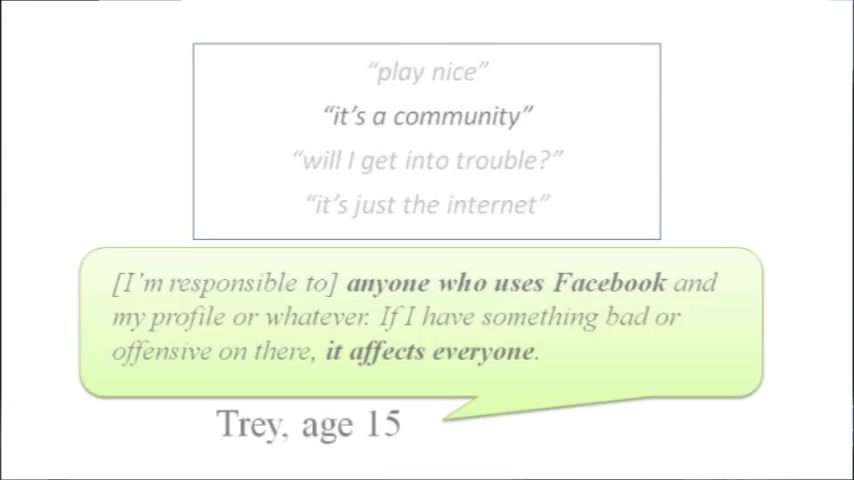 “play nice”
“it’s a community”
“will I get into trouble?”
“it’s just the internet”
[I’m responsible to] anyone who uses Facebook and
my profile or whatever. If I have something bad or
offensive on there, it affects everyone.
Trey, age 15